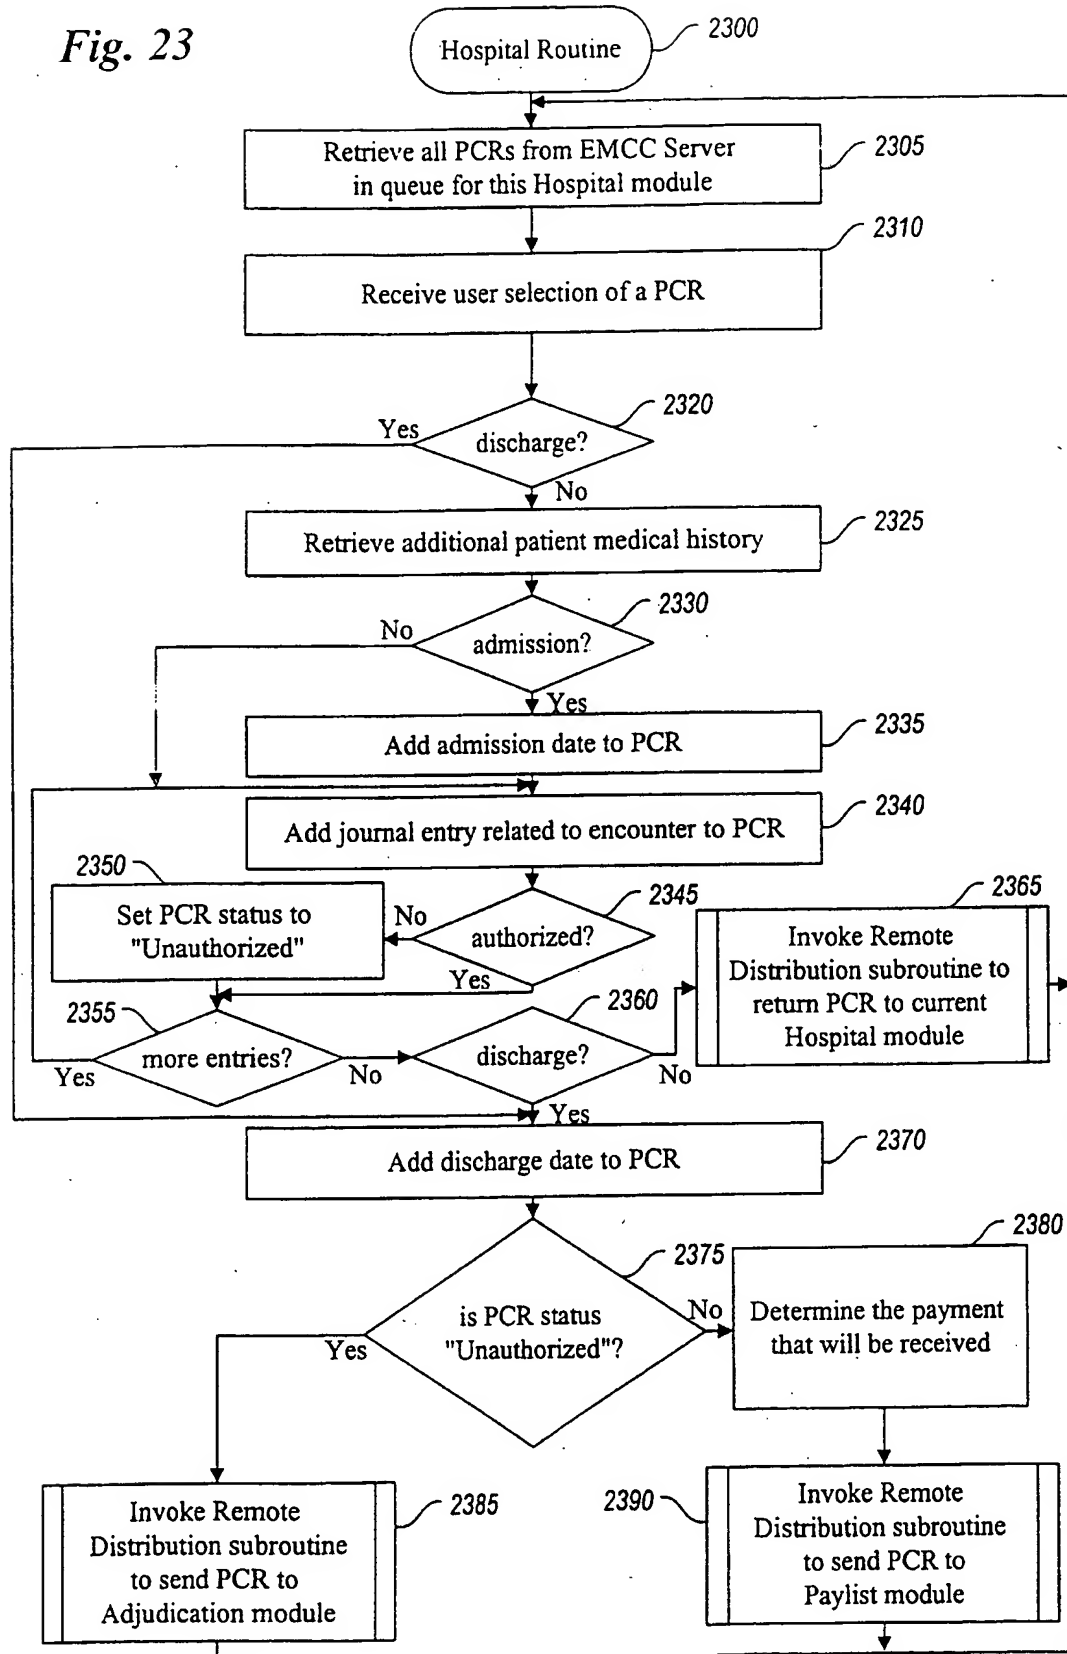 Fig. 23
Hospital Routine
2300
Retrieve all PCRs from EMCC Server
in queue for this Hospital module
2305
2310
Receive user selection of a PCR
2320
Yes
discharge?
No
2325
Retrieve additional patient medical history
2330
No
admission?
Yes
2335
Add admission date to PCR
2340
Add journal entry related to encounter to PCR
2350
Set PCR status to
"Unauthorized"
2345
No
authorized?
Yes
2365
Invoke Remote
Distribution subroutine to
return PCR to current
Hospital module
2355
more entries?
Yes
No
2360
discharge?
No
Yes
2370
Add discharge date to PCR
2375
is PCR status
"Unauthorized"?
Yes
No
2380
Determine the payment
that will be received
2385
Invoke Remote
Distribution subroutine
to send PCR to
Adjudication module
2390
Invoke Remote
Distribution subroutine
to send PCR to
Paylist module